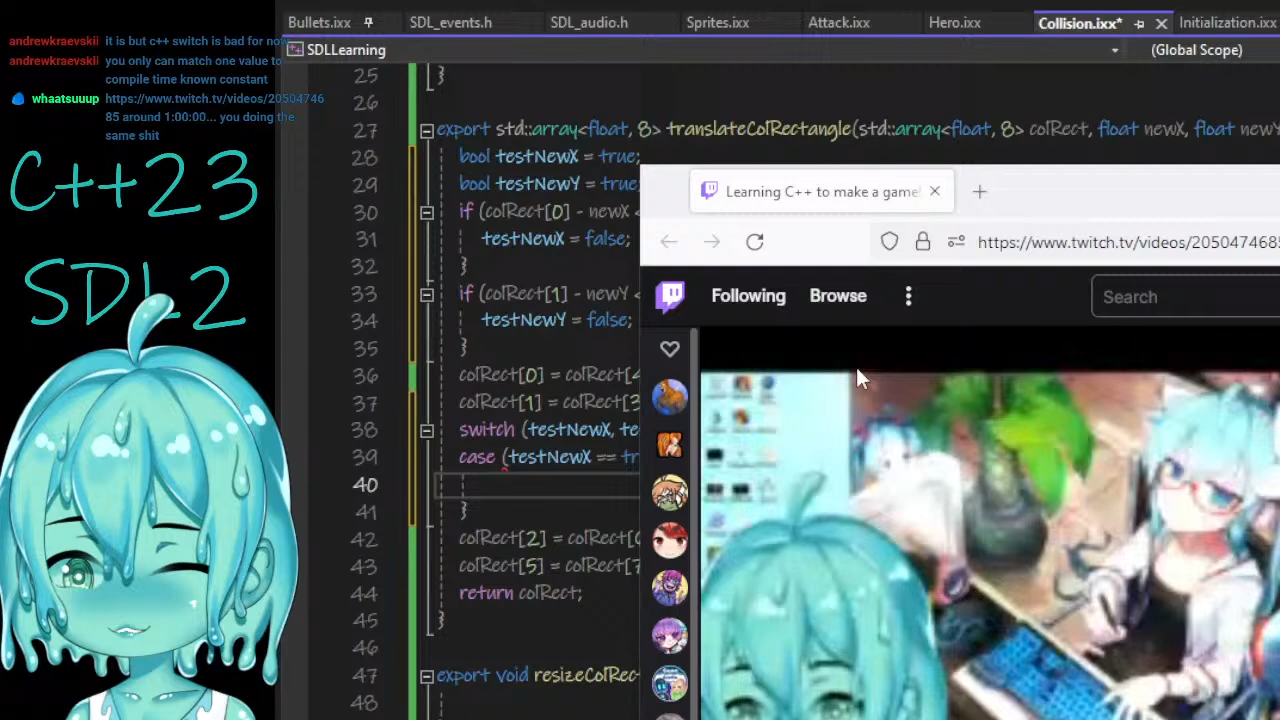 Bullets.ixx SDL_events.h SDL_audio.h Sprites.ixx Attack.ixx Hero.ixx Collision.ixx* Initialization.ixx
SDLLearning (Global Scope)
andrewkraevskii it is but c++ switch is bad for now
andrewkraevskii you only can match one value to
compile time known constant
whaatsuuup https://www.twitch.tv/videos/20504746
85 around 1:00:00... you doing the
same shit
C++23
SDL2
25 }
26
27 export std::array<float, 8> translateColRectangle(std::array<float, 8> colRect, float newX, float newY
28 bool testNewX = true;
29 bool testNewY = true;
30 if (colRect[0] - newX <
31 testNewX = false;
32 }
33 if (colRect[1] - newY <
34 testNewY = false;
35 }
36 colRect[0] = colRect[
37 colRect[1] = colRect[3
38 switch (testNewX, te
39 case (testNewX == tr
40
41 }
42 colRect[2] = colRect[
43 colRect[5] = colRect[7
44 return colRect;
45 }
46
47 export void resizeColRec
48
Learning C++ to make a game!
https://www.twitch.tv/videos/205047468
Following Browse Search